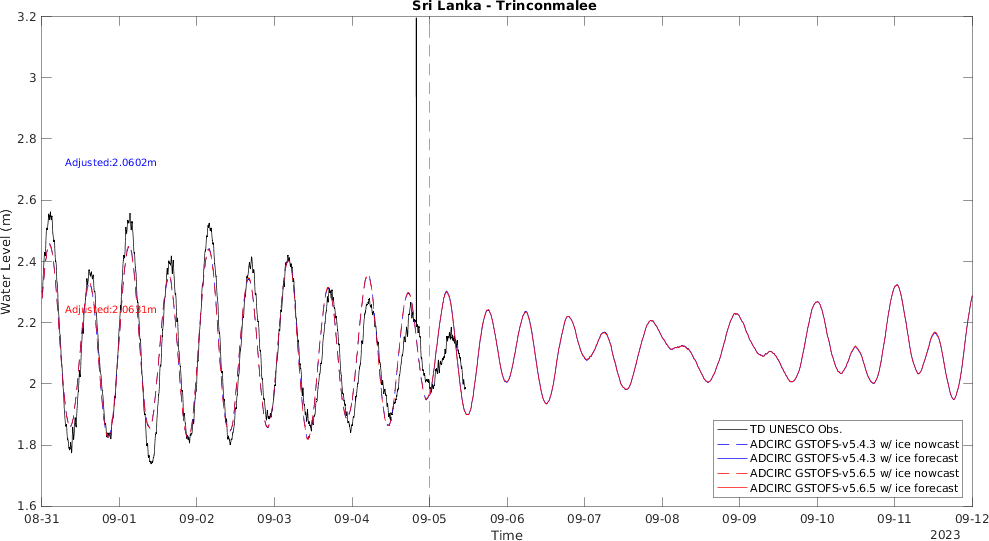 Sri Lanka - Trinconmalee
Water Level (m)
3.2
3
2.8
2.6
2.4
2.2
2
1.8
1.6
Adjusted:2.0602m
Adjusted:2.0631m
TD UNESCO Obs.
ADCIRC GSTOFS-v5.4.3 w/ ice nowcast
ADCIRC GSTOFS-v5.4.3 w/ ice forecast
ADCIRC GSTOFS-v5.6.5 w/ ice nowcast
ADCIRC GSTOFS-v5.6.5 w/ ice forecast
08-31 09-01 09-02 09-03 09-04 09-05 09-06 09-07 09-08 09-09 09-10 09-11 09-12
Time
2023